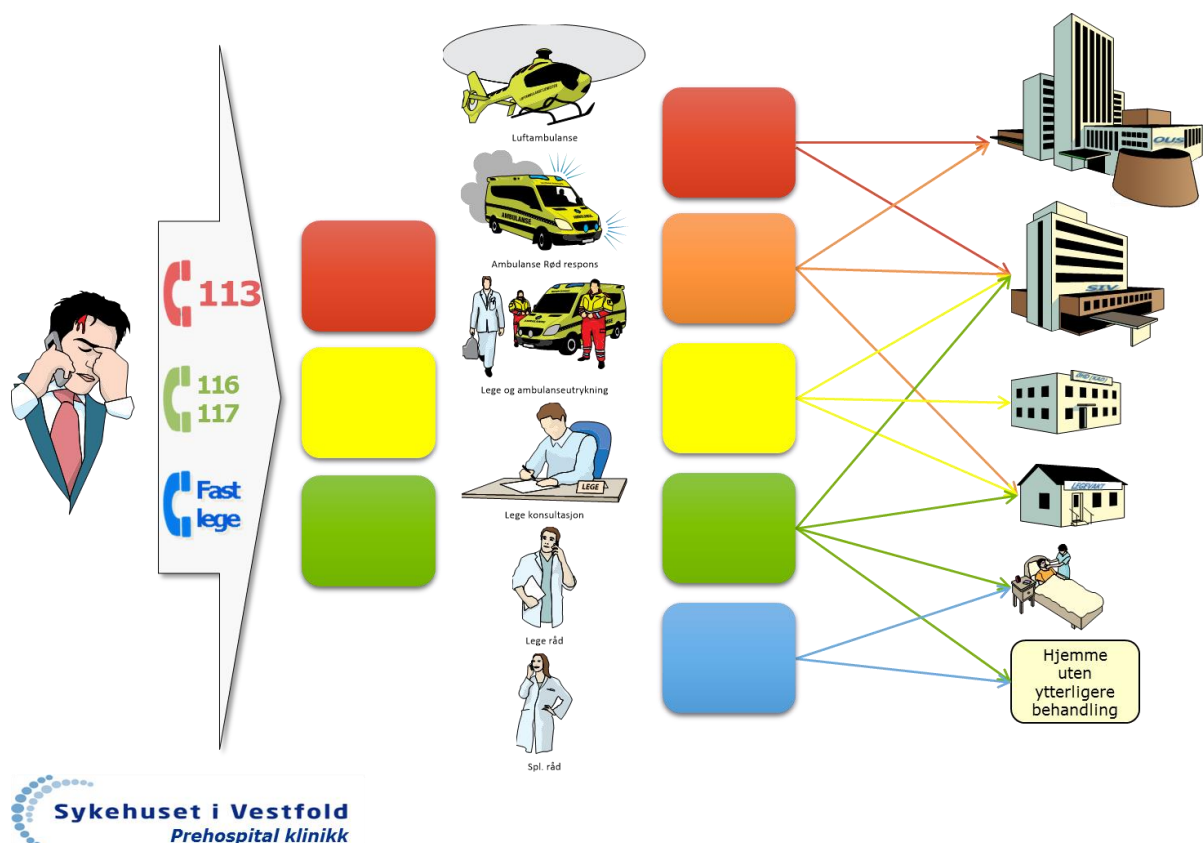 113
116
117
Fast
lege
Luftambulanse
AMBULANSE
Ambulanse Rød respons
Lege og ambulanseutrykning
LEGE
Lege konsultasjon
Lege råd
Spl. råd
OUS
SIV
LEGEVAKT
Hjemme
uten
ytterligere
behandling
Sykehuset i Vestfold
Prehospital klinikk